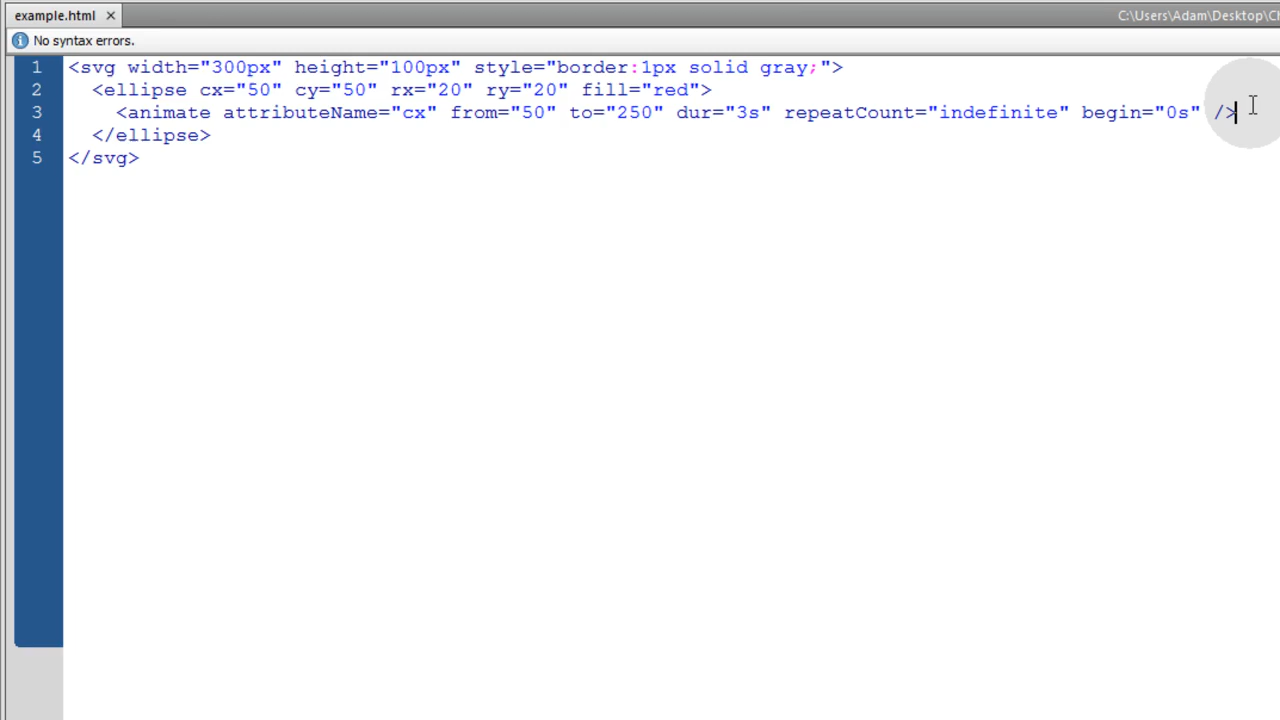 example.html ×
C:\Users\Adam\Desktop\C
No syntax errors.
1 <svg width="300px" height="100px" style="border:1px solid gray;">
2 <ellipse cx="50" cy="50" rx="20" ry="20" fill="red">
3 <animate attributeName="cx" from="50" to="250" dur="3s" repeatCount="indefinite" begin="0s" />
4 </ellipse>
5 </svg>